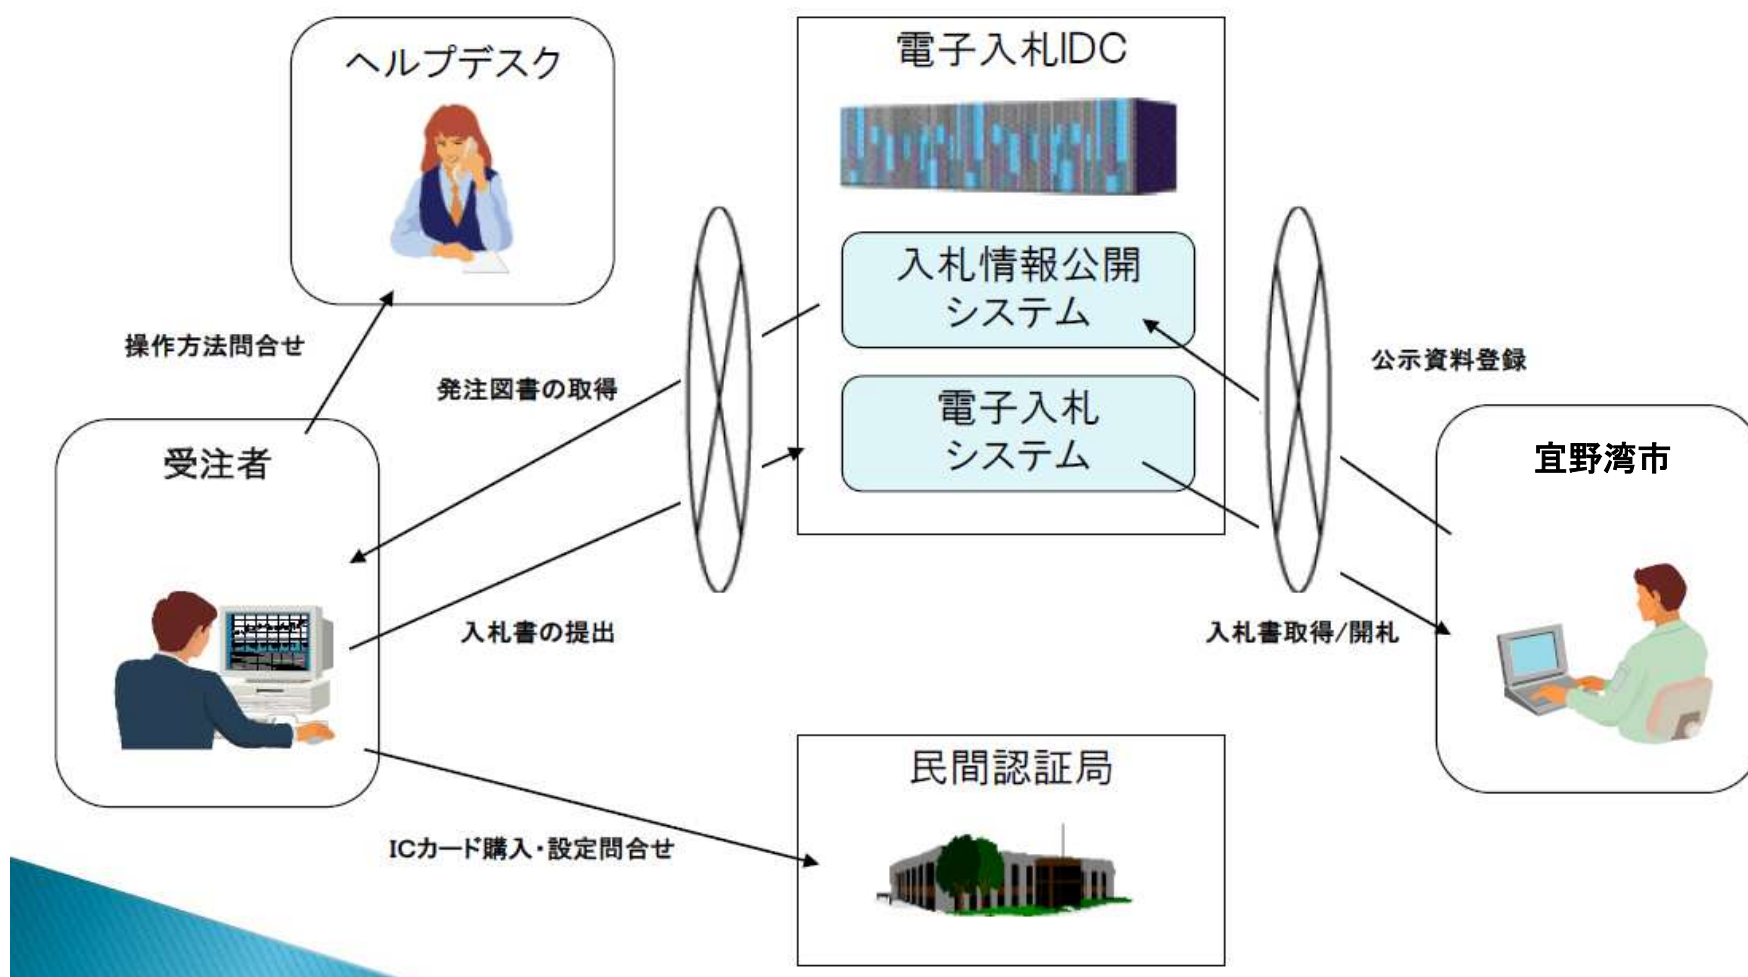 ヘルプデスク
電子入札IDC
入札情報公開
システム
操作方法問合せ
発注図書の取得
公示資料登録
電子入札
システム
受注者
宜野湾市
入札書の提出
入札書取得/開札
民間認証局
ICカード購入・設定問合せ